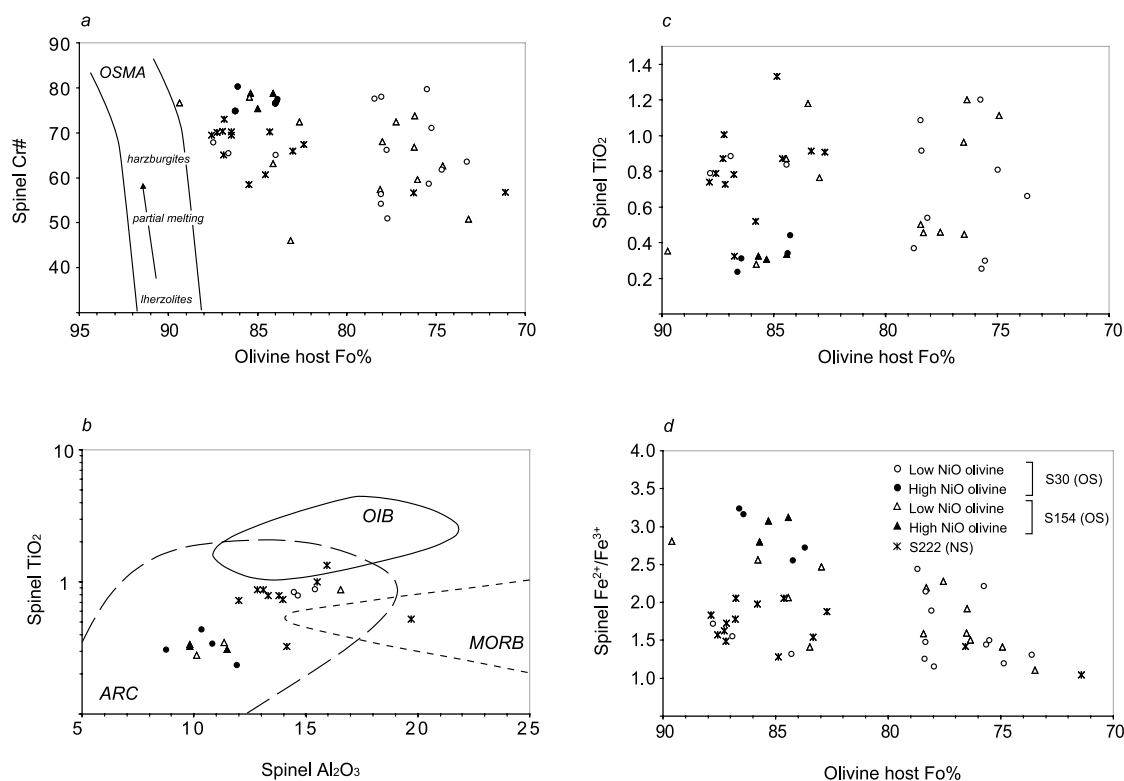 a
Spinel Cr#
90
80
70
60
50
40
OSMA
harzburgites
partial melting
lherzolites
95 90 85 80 75 70
Olivine host Fo%
c
Spinel TiO₂
1.4
1.2
1.0
0.8
0.6
0.4
0.2
90 85 80 75 70
Olivine host Fo%
b
Spinel TiO₂
10
1
OIB
MORB
ARC
5 10 15 20 25
Spinel Al₂O₃
d
Spinel Fe²⁺/Fe³⁺
4.0
3.5
3.0
2.5
2.0
1.5
1.0
Low NiO olivine
High NiO olivine
S30 (OS)
Low NiO olivine
High NiO olivine
S154 (OS)
S222 (NS)
90 85 80 75 70
Olivine host Fo%